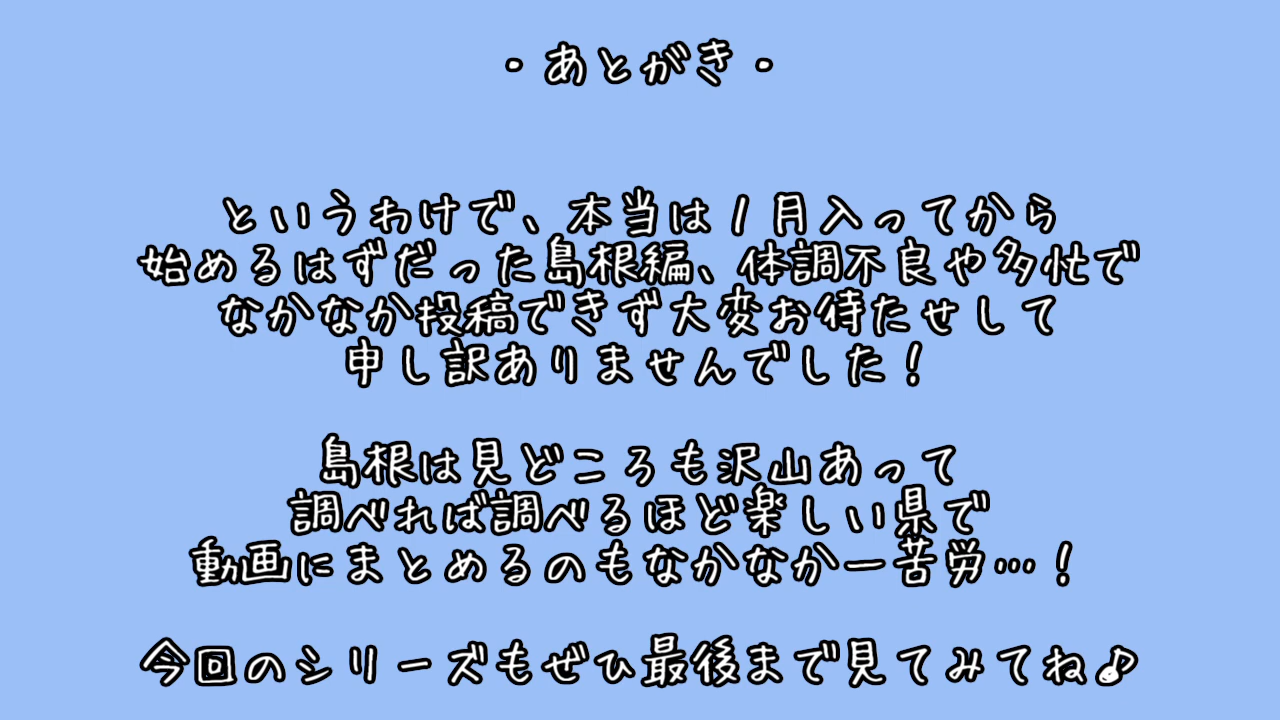 - あとがき -
というわけで、本当は1月入ってから
始めるはずだった島根編、体調不良や多忙で
なかなか投稿できず大変お待たせして
申し訳ありませんでした！
島根は見どころも沢山あって
調べれば調べるほど楽しい県で
動画にまとめるのもなかなか一苦労…！
今回のシリーズもぜひ最後まで見てみてね♪